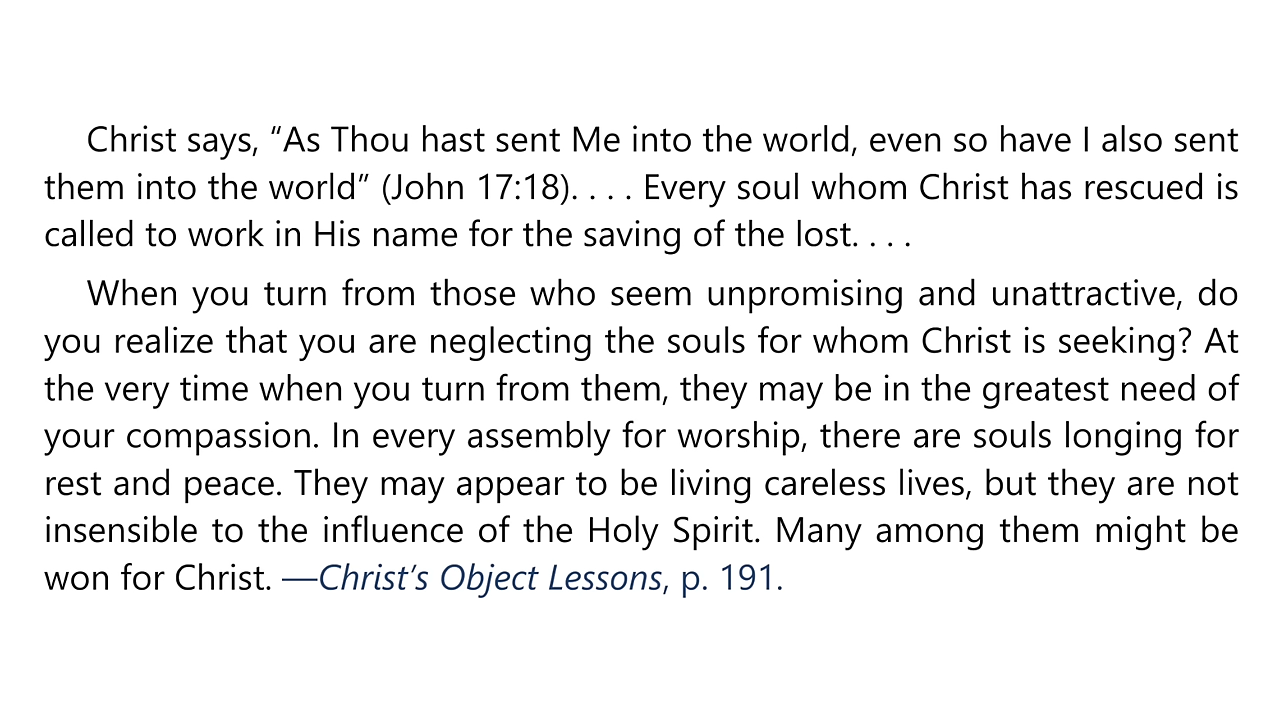 Christ says, “As Thou hast sent Me into the world, even so have I also sent
them into the world” (John 17:18). . . . Every soul whom Christ has rescued is
called to work in His name for the saving of the lost. . . .
When you turn from those who seem unpromising and unattractive, do
you realize that you are neglecting the souls for whom Christ is seeking? At
the very time when you turn from them, they may be in the greatest need of
your compassion. In every assembly for worship, there are souls longing for
rest and peace. They may appear to be living careless lives, but they are not
insensible to the influence of the Holy Spirit. Many among them might be
won for Christ. —Christ’s Object Lessons, p. 191.